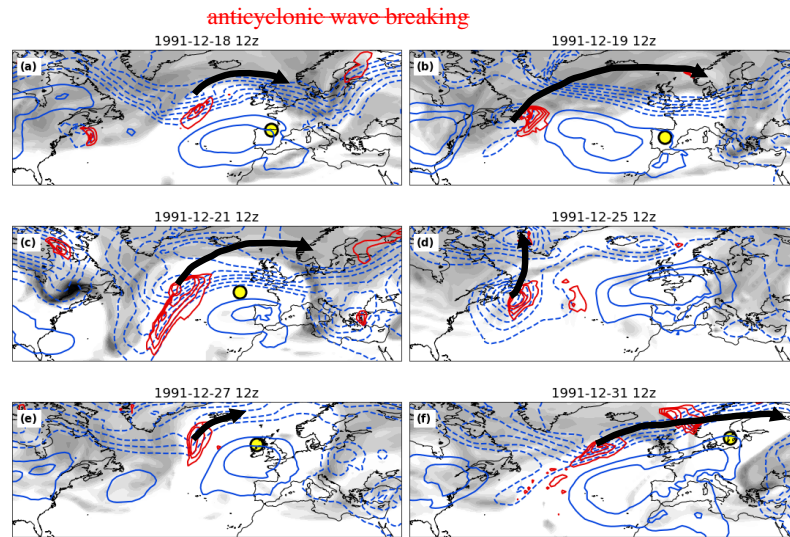 anticyclonic wave breaking
1991-12-18 12z
1991-12-19 12z
(a)
(b)
1991-12-21 12z
1991-12-25 12z
(c)
(d)
1991-12-27 12z
1991-12-31 12z
(e)
(f)